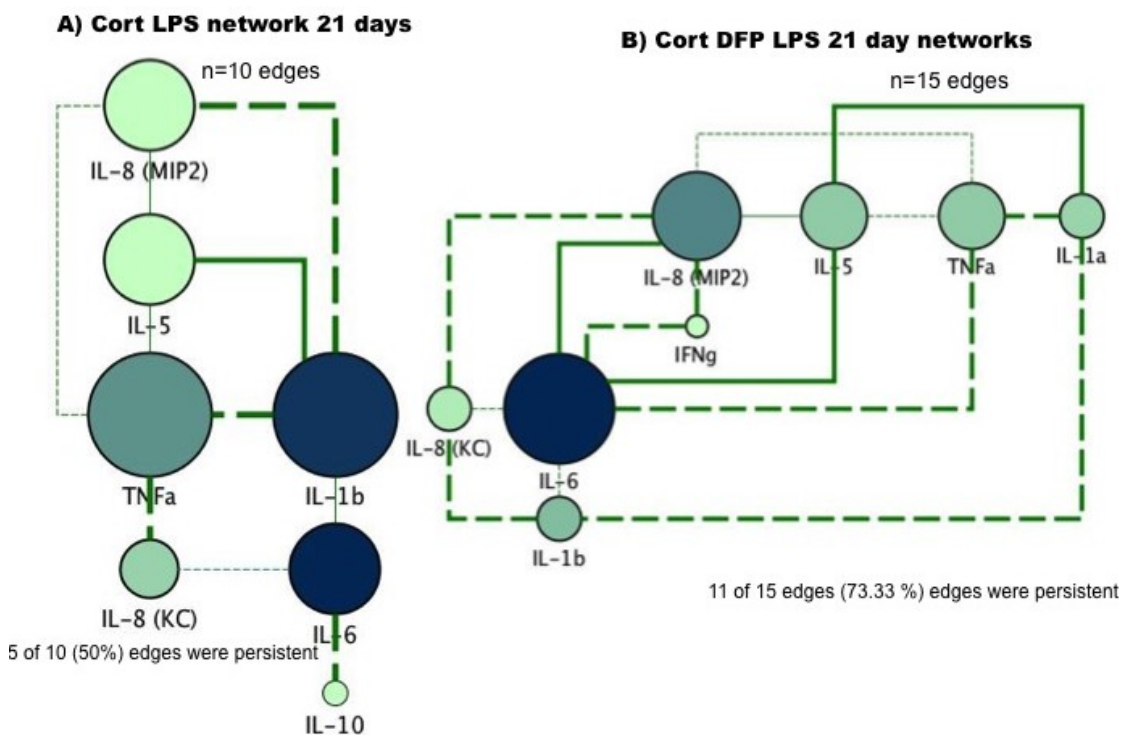 A) Cort LPS network 21 days
n=10 edges
IL-8 (MIP2)
IL-5
TNFa
IL-1b
IL-8 (KC)
IL-6
5 of 10 (50%) edges were persistent
IL-10
B) Cort DFP LPS 21 day networks
n=15 edges
IL-8 (MIP2)
IL-5
TNFa
IL-1a
IFNg
IL-8 (KC)
IL-6
IL-1b
11 of 15 edges (73.33 %) edges were persistent